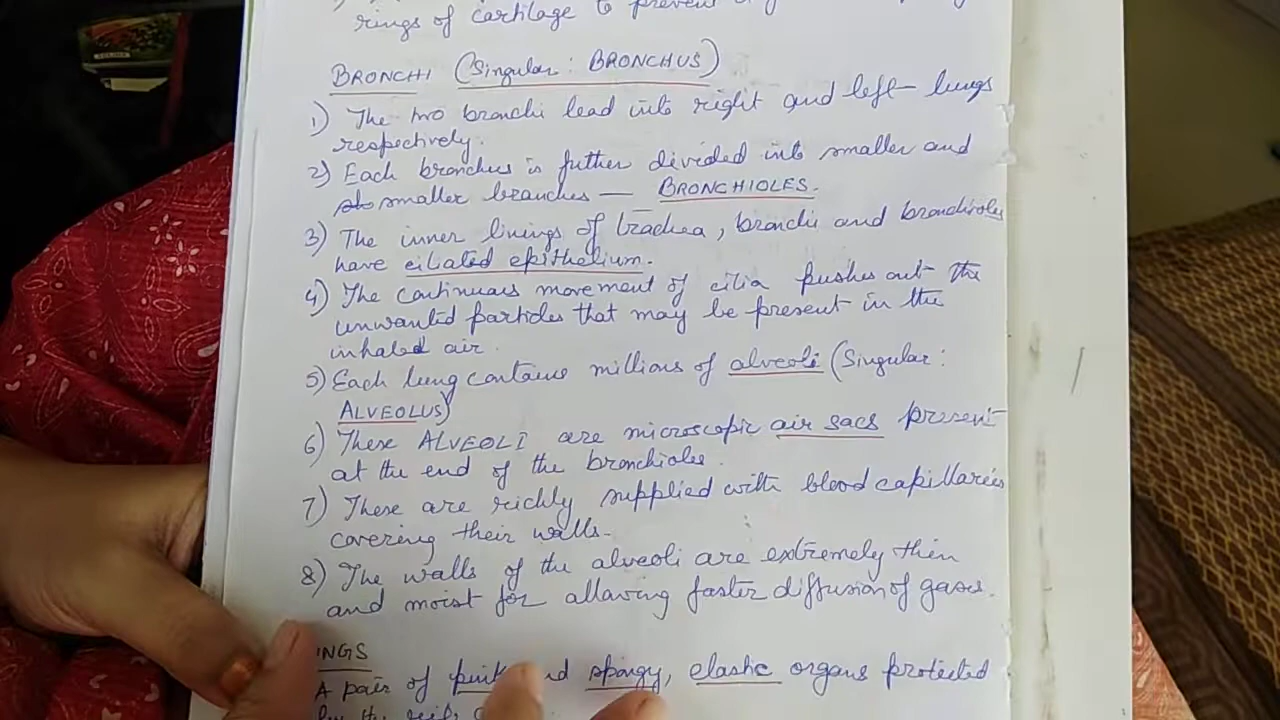 rings of cartilage to prevent
BRONCHI (Singular: BRONCHUS)
1) The two bronchi lead into right and left lungs
respectively.
2) Each bronchus is futher divided into smaller and
smaller branches — BRONCHIOLES.
3) The inner linings of trachea, bronchi and bronchioles
have ciliated epithelium.
4) The continuous movement of cilia pushes out the
unwanted particles that may be present in the
inhaled air.
5) Each lung contains millions of alveoli (Singular:
ALVEOLUS)
6) These ALVEOLI are microscopic air sacs present
at the end of the bronchioles.
7) These are richly supplied with blood capillaries
covering their walls.
8) The walls of the alveoli are extremely thin
and moist for allowing faster diffusion of gases.
NGS
A pair of pink and spongy, elastic organs protected